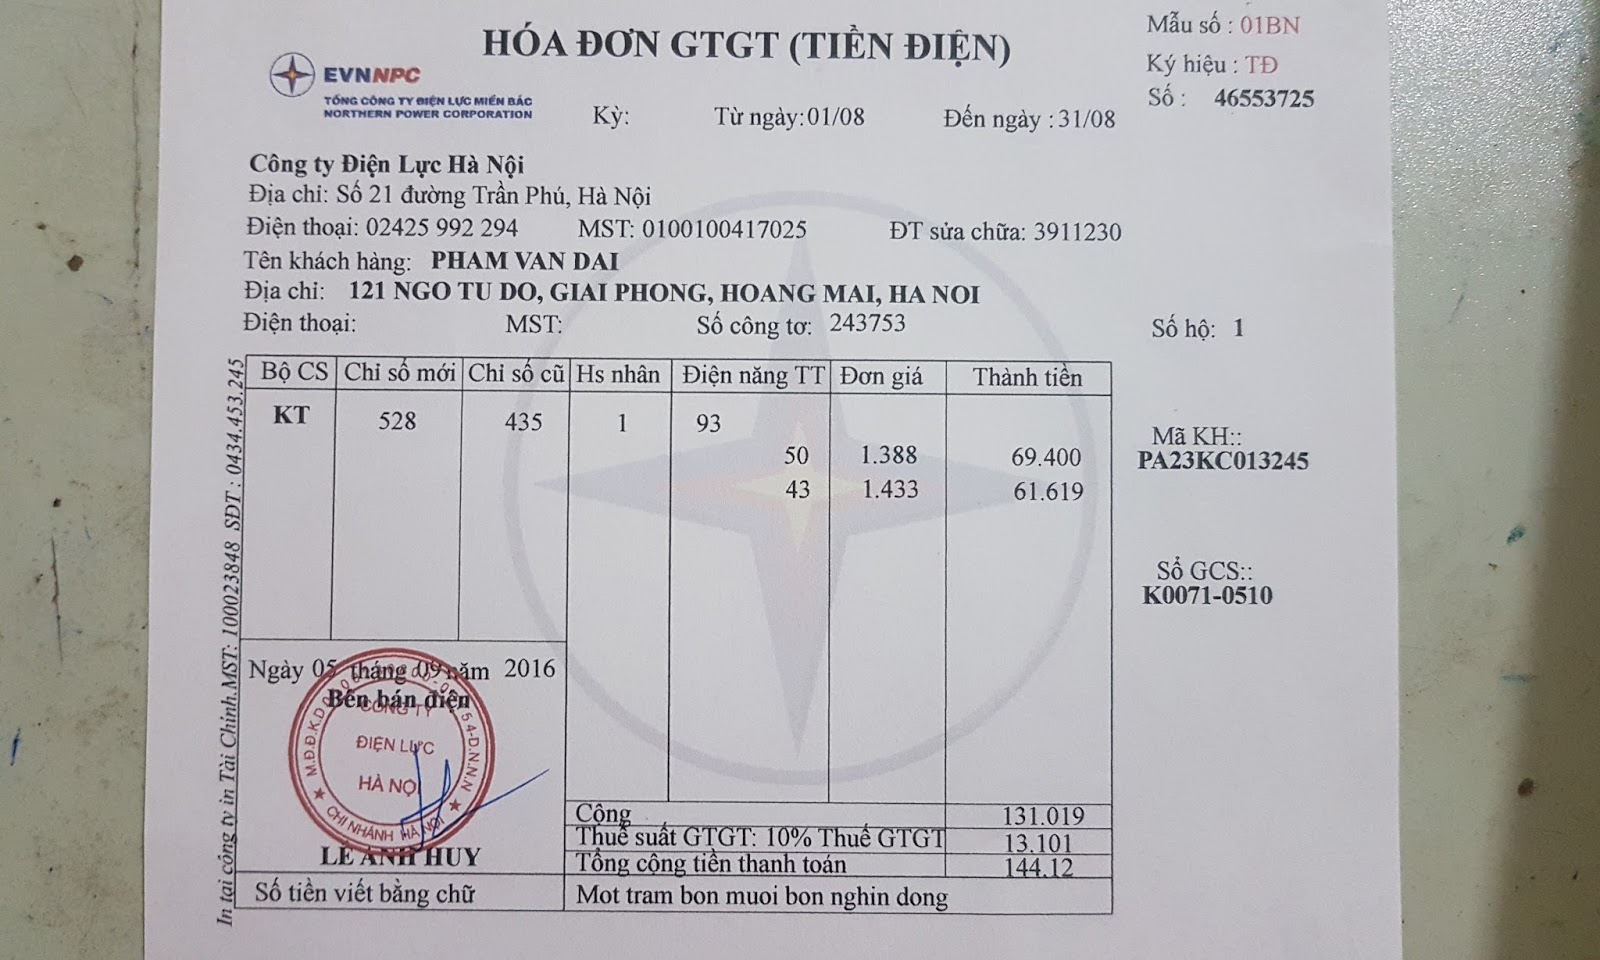 HÓA ĐƠN GTGT (TIỀN ĐIỆN)
Mẫu số : 01BN
Ký hiệu : TĐ
Số : 46553725
EVNNPC
TỔNG CÔNG TY ĐIỆN LỰC MIỀN BẮC
NORTHERN POWER CORPORATION
Kỳ: Từ ngày:01/08 Đến ngày :31/08
Công ty Điện Lực Hà Nội
Địa chỉ: Số 21 đường Trần Phú, Hà Nội
Điện thoại: 02425 992 294 MST: 0100100417025 ĐT sửa chữa: 3911230
Tên khách hàng: PHAM VAN DAI
Địa chỉ: 121 NGO TU DO, GIAI PHONG, HOANG MAI, HA NOI
Điện thoại: MST: Số công tơ: 243753 Số hộ: 1
Bộ CS Chỉ số mới Chỉ số cũ Hs nhân Điện năng TT Đơn giá Thành tiền
KT 528 435 1 93
50 1.388 69.400
43 1.433 61.619
Mã KH::
PA23KC013245
Sổ GCS::
K0071-0510
Ngày 05 tháng 09 năm 2016
Bên bán điện
CÔNG TY
ĐIỆN LỰC
HÀ NỘI
CHI NHÁNH HÀ NỘI
LÊ ANH HUY
Cộng 131.019
Thuế suất GTGT: 10% Thuế GTGT 13.101
Tổng cộng tiền thanh toán 144.12
Số tiền viết bằng chữ Mot tram bon muoi bon nghin dong
In tại công ty in Tài Chính.MST: 100023848 SĐT : 0434.453.245